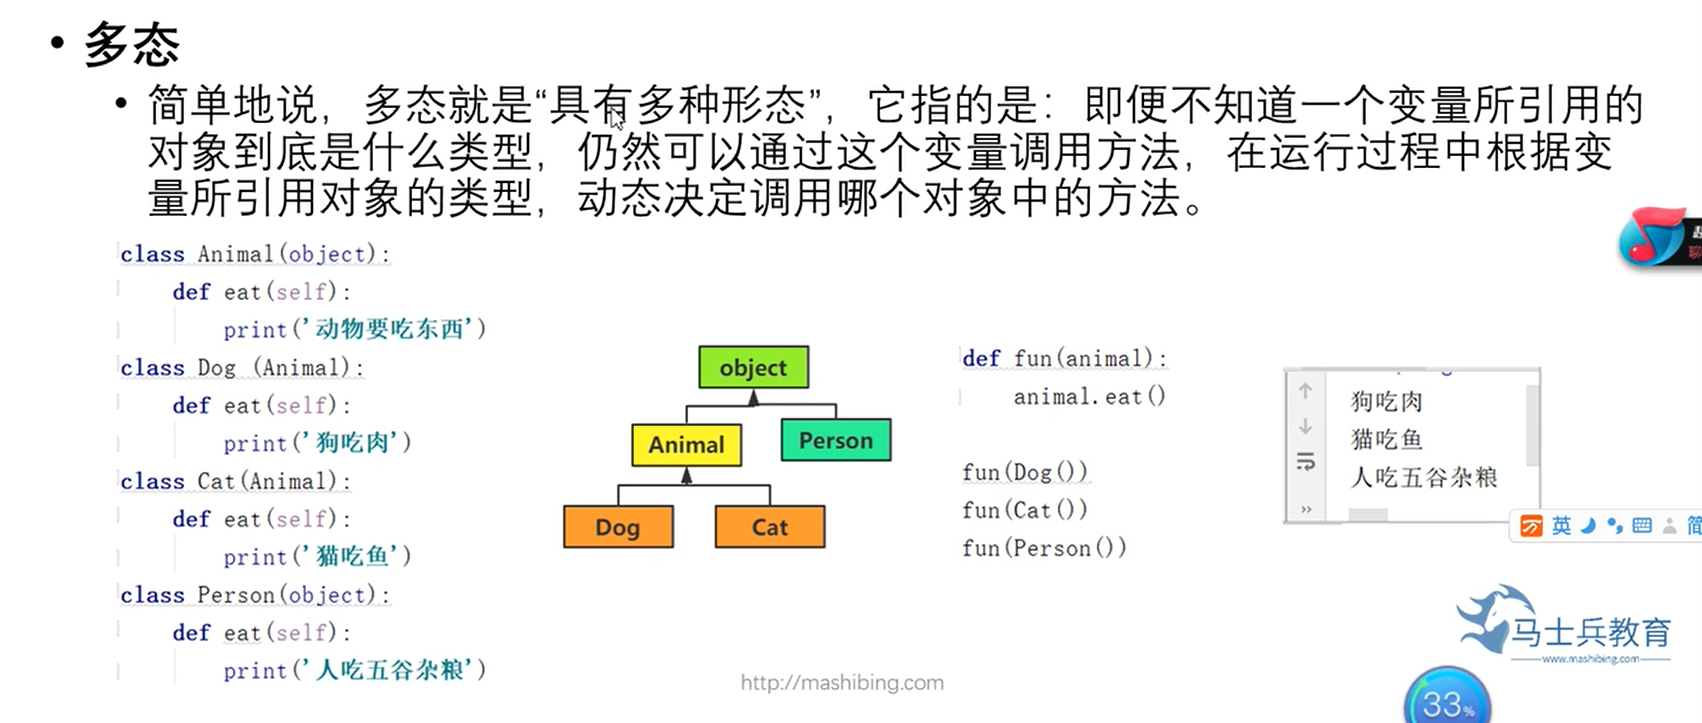 • 多态
• 简单地说，多态就是“具有多种形态”，它指的是：即便不知道一个变量所引用的
对象到底是什么类型，仍然可以通过这个变量调用方法，在运行过程中根据变
量所引用对象的类型，动态决定调用哪个对象中的方法。
class Animal(object):
    def eat(self):
        print('动物要吃东西')
class Dog (Animal):
    def eat(self):
        print('狗吃肉')
class Cat(Animal):
    def eat(self):
        print('猫吃鱼')
class Person(object):
    def eat(self):
        print('人吃五谷杂粮')
object
Animal
Person
Dog
Cat
def fun(animal):
    animal.eat()
fun(Dog())
fun(Cat())
fun(Person())
狗吃肉
猫吃鱼
人吃五谷杂粮
英
简
马士兵教育
www.mashibing.com
http://mashibing.com
33%